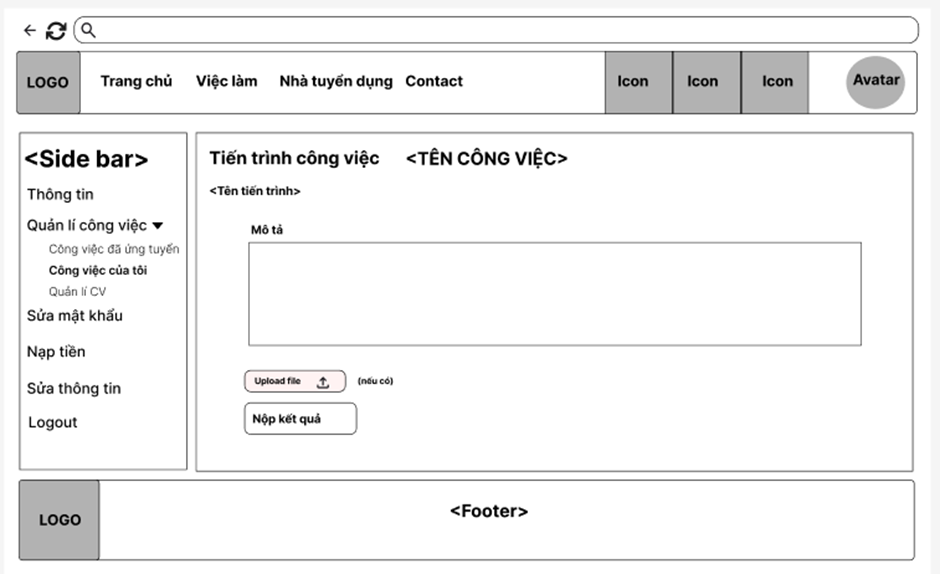 LOGO Trang chủ Việc làm Nhà tuyển dụng Contact Icon Icon Icon Avatar
<Side bar>
Thông tin
Quản lí công việc
Công việc đã ứng tuyển
Công việc của tôi
Quản lí CV
Sửa mật khẩu
Nạp tiền
Sửa thông tin
Logout
Tiến trình công việc <TÊN CÔNG VIỆC>
<Tên tiến trình>
Mô tả
Upload file (nếu có)
Nộp kết quả
LOGO <Footer>